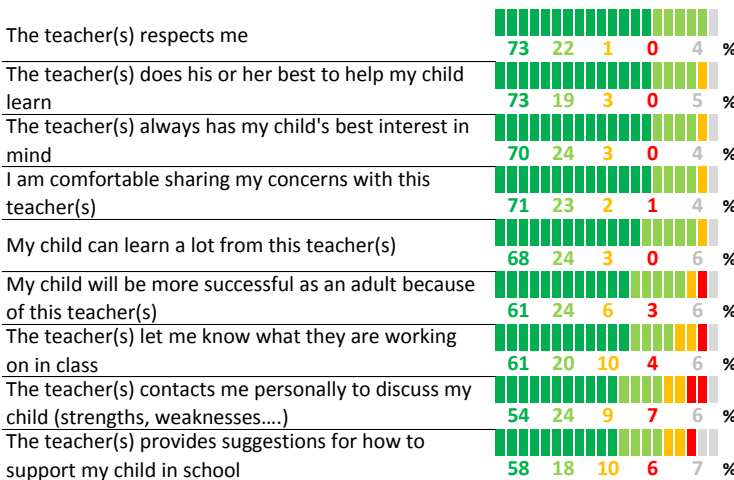 The teacher(s) respects me
73 22 1 0 4 %
The teacher(s) does his or her best to help my child
learn
73 19 3 0 5 %
The teacher(s) always has my child's best interest in
mind
70 24 3 0 4 %
I am comfortable sharing my concerns with this
teacher(s)
71 23 2 1 4 %
My child can learn a lot from this teacher(s)
68 24 3 0 6 %
My child will be more successful as an adult because
of this teacher(s)
61 24 6 3 6 %
The teacher(s) let me know what they are working
on in class
61 20 10 4 6 %
The teacher(s) contacts me personally to discuss my
child (strengths, weaknesses….)
54 24 9 7 6 %
The teacher(s) provides suggestions for how to
support my child in school
58 18 10 6 7 %